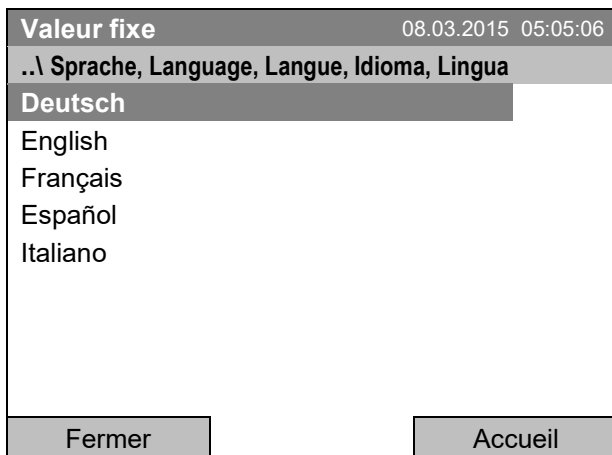 Valeur fixe 08.03.2015 05:05:06
..\ Sprache, Language, Langue, Idioma, Lingua
Deutsch
English
Français
Español
Italiano
Fermer Accueil